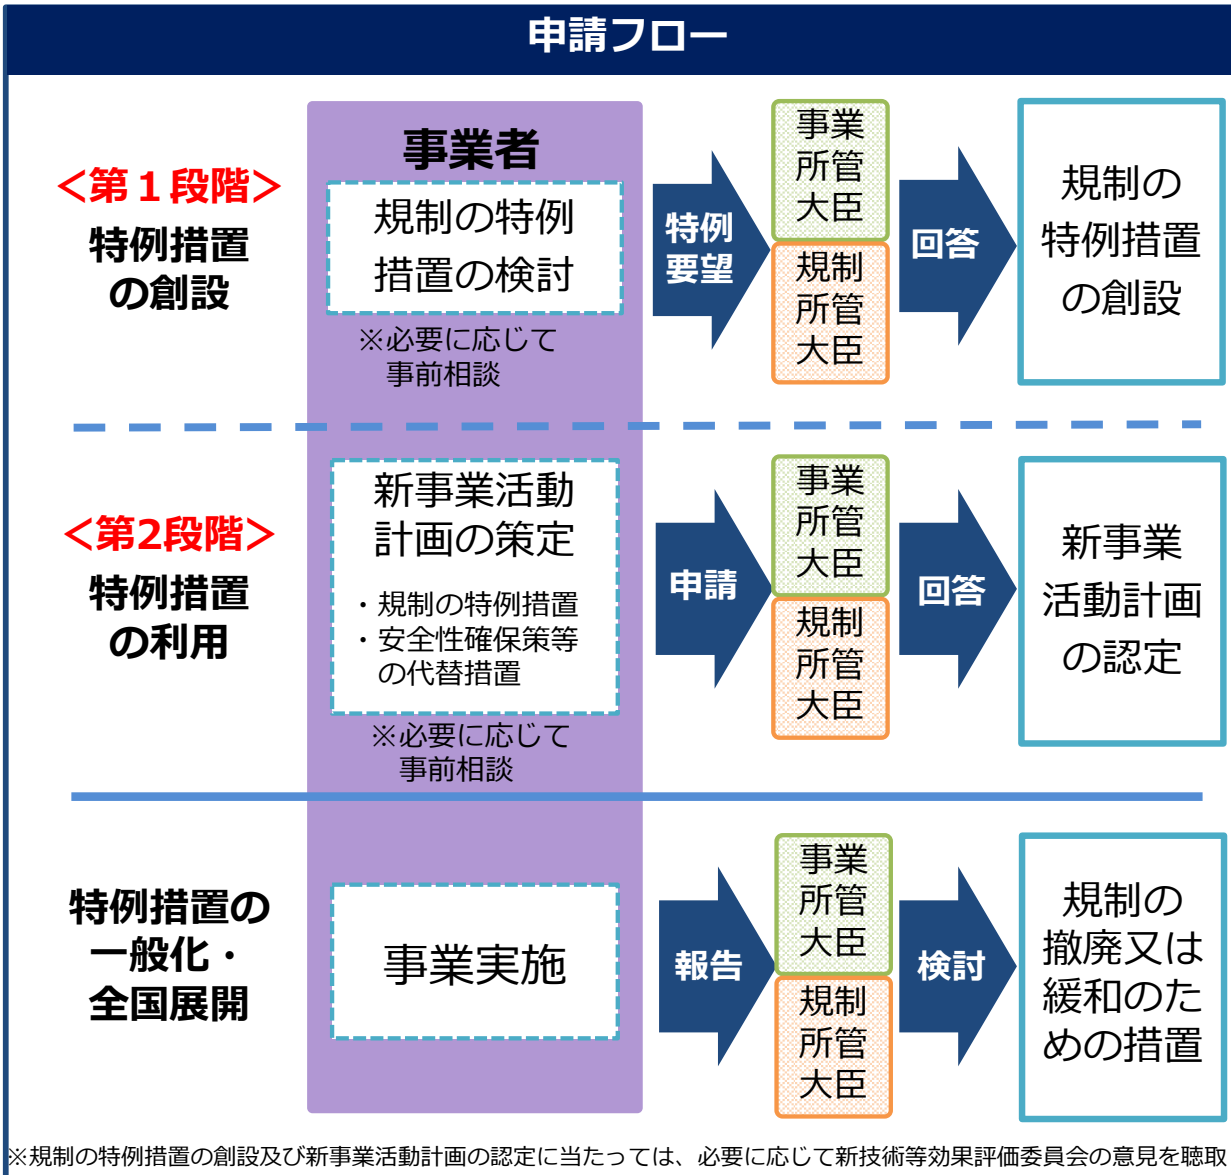 申請フロー
<第１段階>
特例措置
の創設
事業者
規制の特例
措置の検討
※必要に応じて
事前相談
特例
要望
事業
所管
大臣
規制
所管
大臣
回答
規制の
特例措置
の創設
<第2段階>
特例措置
の利用
新事業活動
計画の策定
・規制の特例措置
・安全性確保策等
の代替措置
※必要に応じて
事前相談
申請
事業
所管
大臣
規制
所管
大臣
回答
新事業
活動計画
の認定
特例措置の
一般化・
全国展開
事業実施
報告
事業
所管
大臣
規制
所管
大臣
検討
規制の
撤廃又は
緩和のた
めの措置
※規制の特例措置の創設及び新事業活動計画の認定に当たっては、必要に応じて新技術等効果評価委員会の意見を聴取